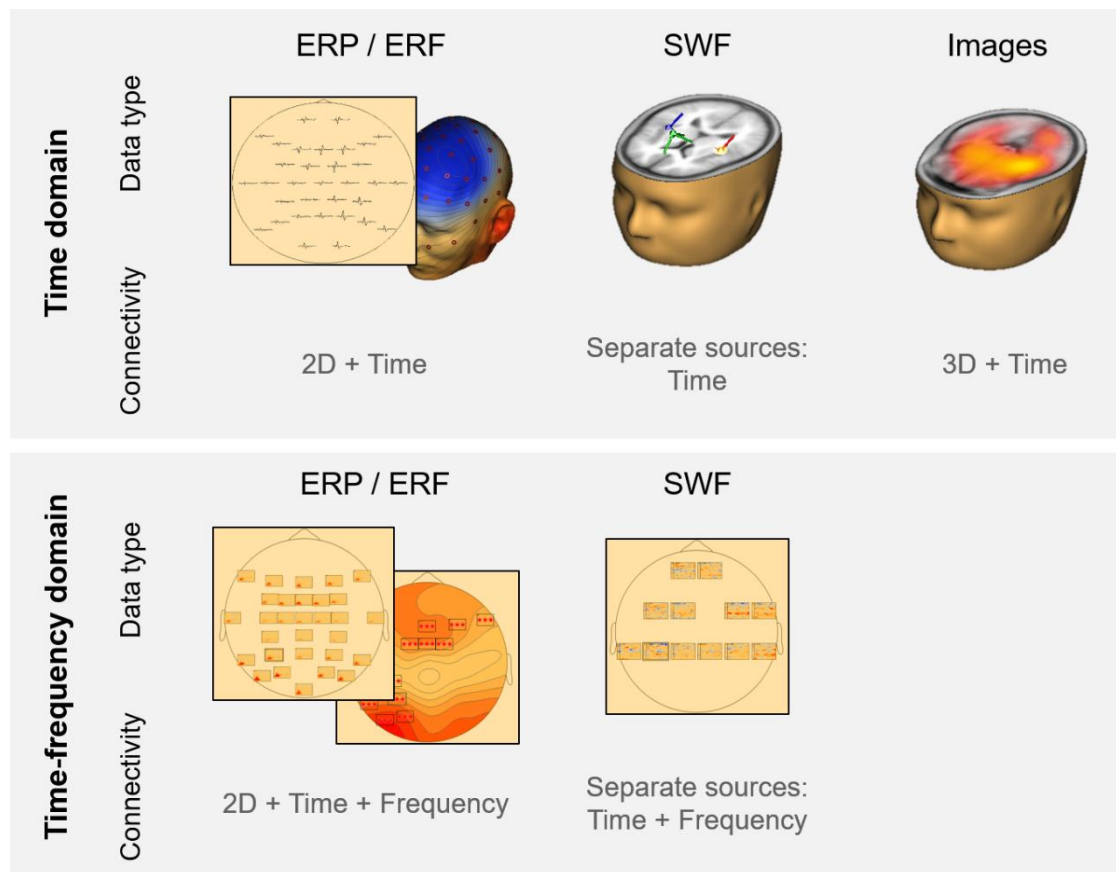 Time domain
Data type
Connectivity
ERP / ERF
SWF
Images
2D + Time
Separate sources:
Time
3D + Time
Time-frequency domain
Data type
Connectivity
ERP / ERF
SWF
2D + Time + Frequency
Separate sources:
Time + Frequency